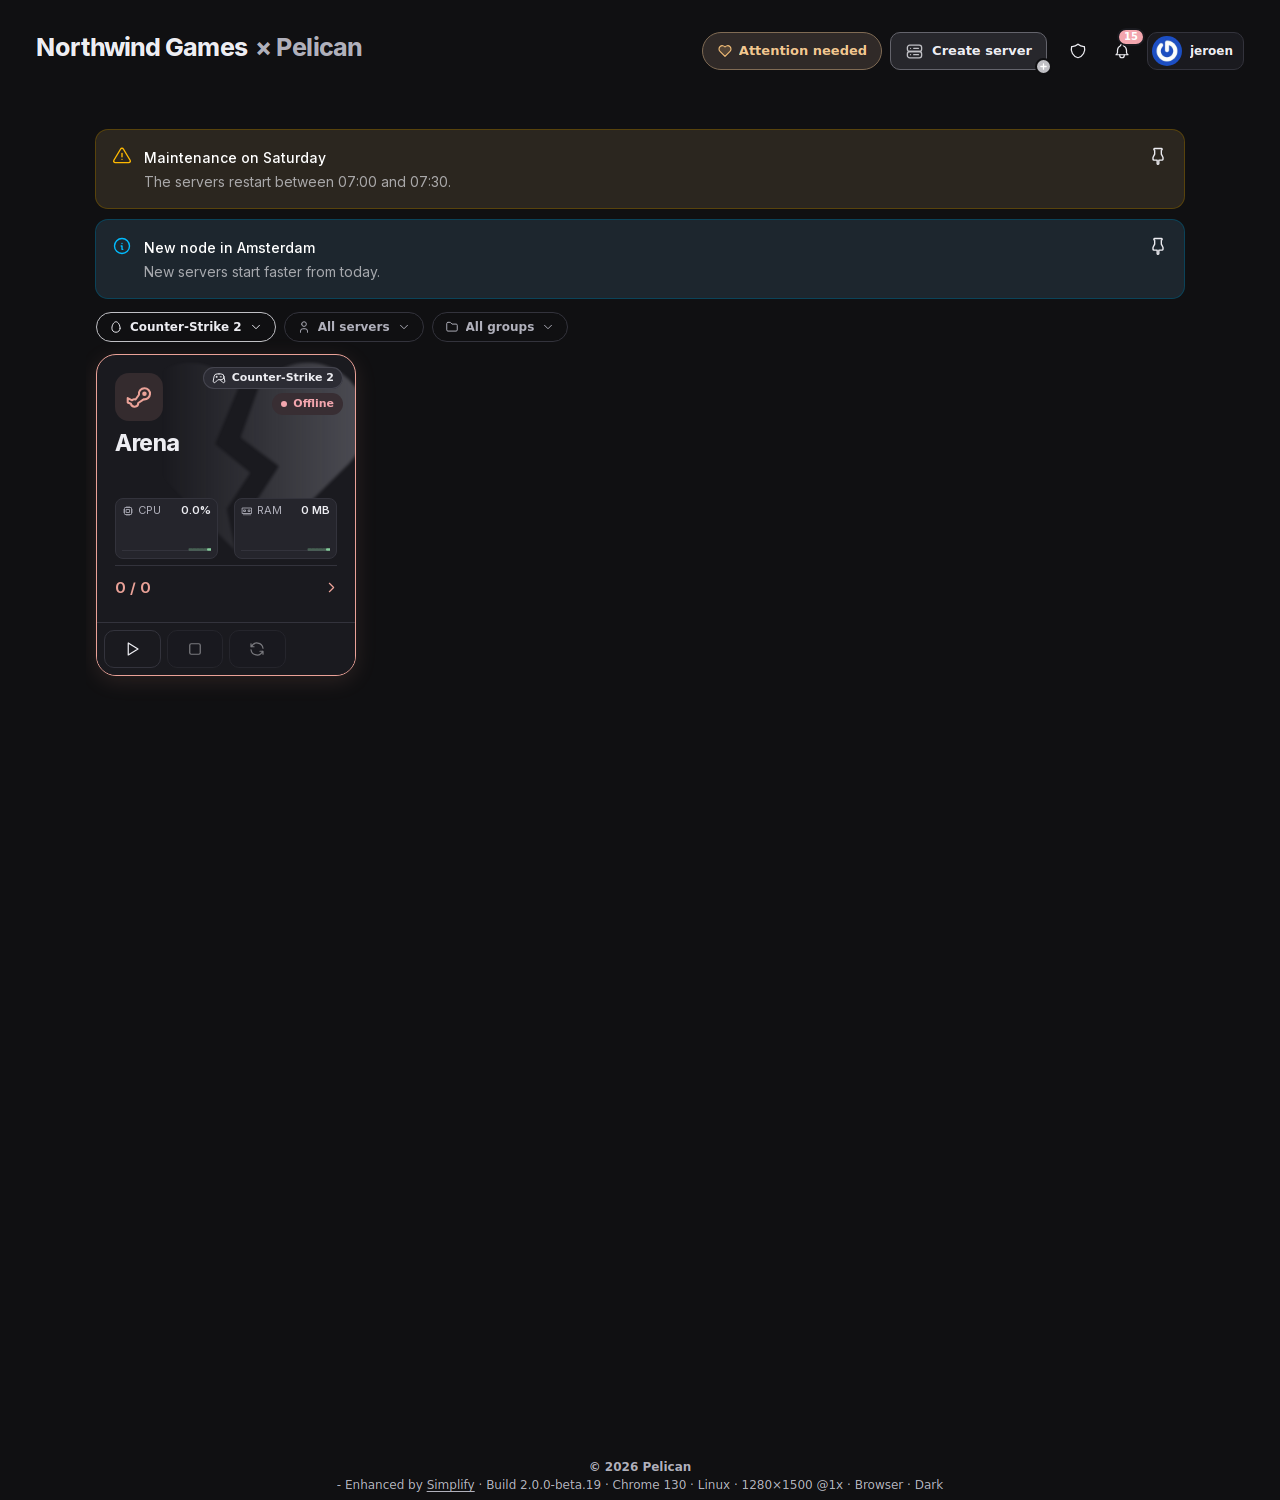 Northwind Games × Pelican
Attention needed
Create server
15
jeroen
Maintenance on Saturday
The servers restart between 07:00 and 07:30.
New node in Amsterdam
New servers start faster from today.
Counter-Strike 2
All servers
All groups
Counter-Strike 2
Offline
Arena
CPU 0.0%
RAM 0 MB
0 / 0
© 2026 Pelican
- Enhanced by Simplify · Build 2.0.0-beta.19 · Chrome 130 · Linux · 1280×1500 @1x · Browser · Dark